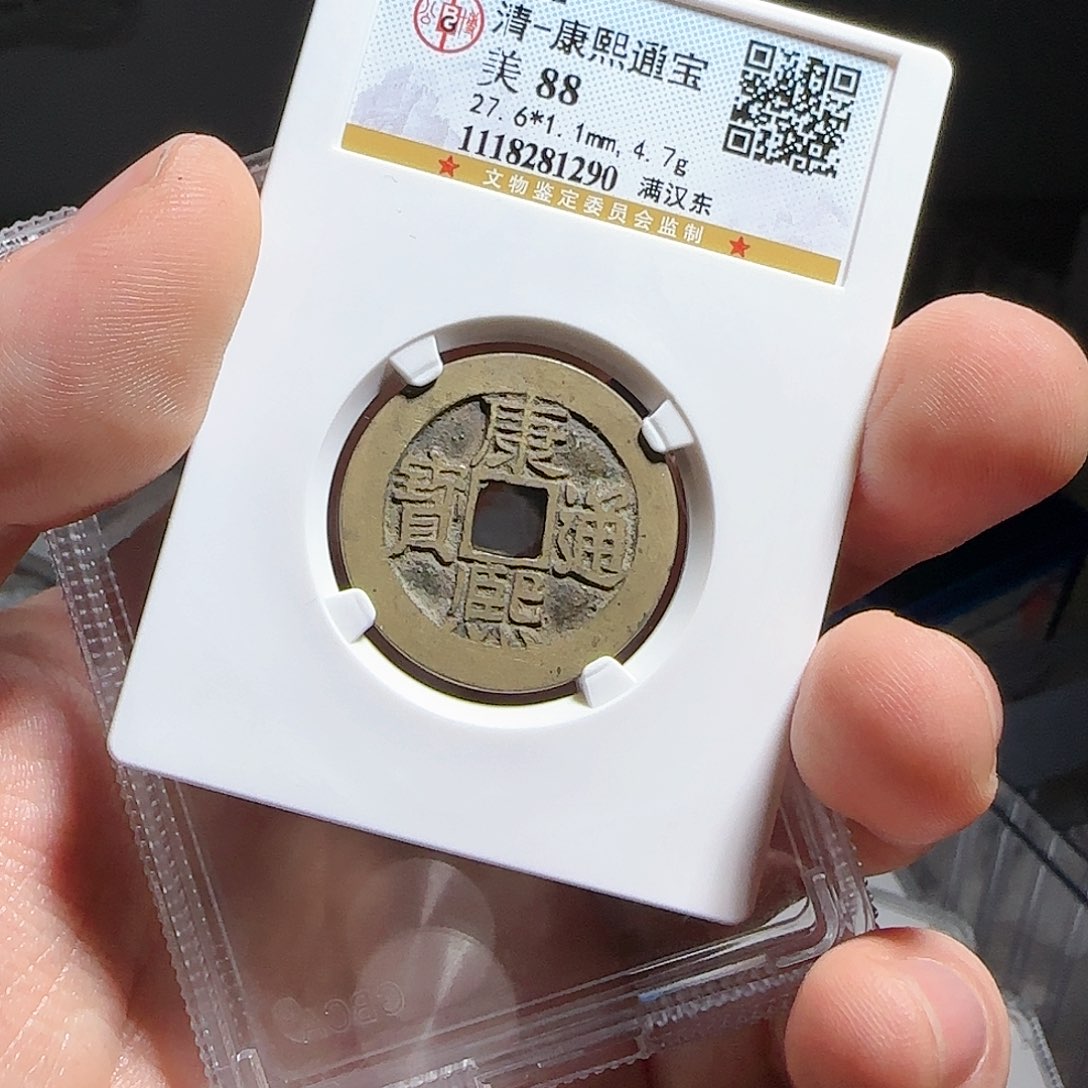 清-康熙通宝
美 88
27.6*1.1mm, 4.7g
1118281290 满汉东
文物鉴定委员会监制
康熙通寶
GBCA